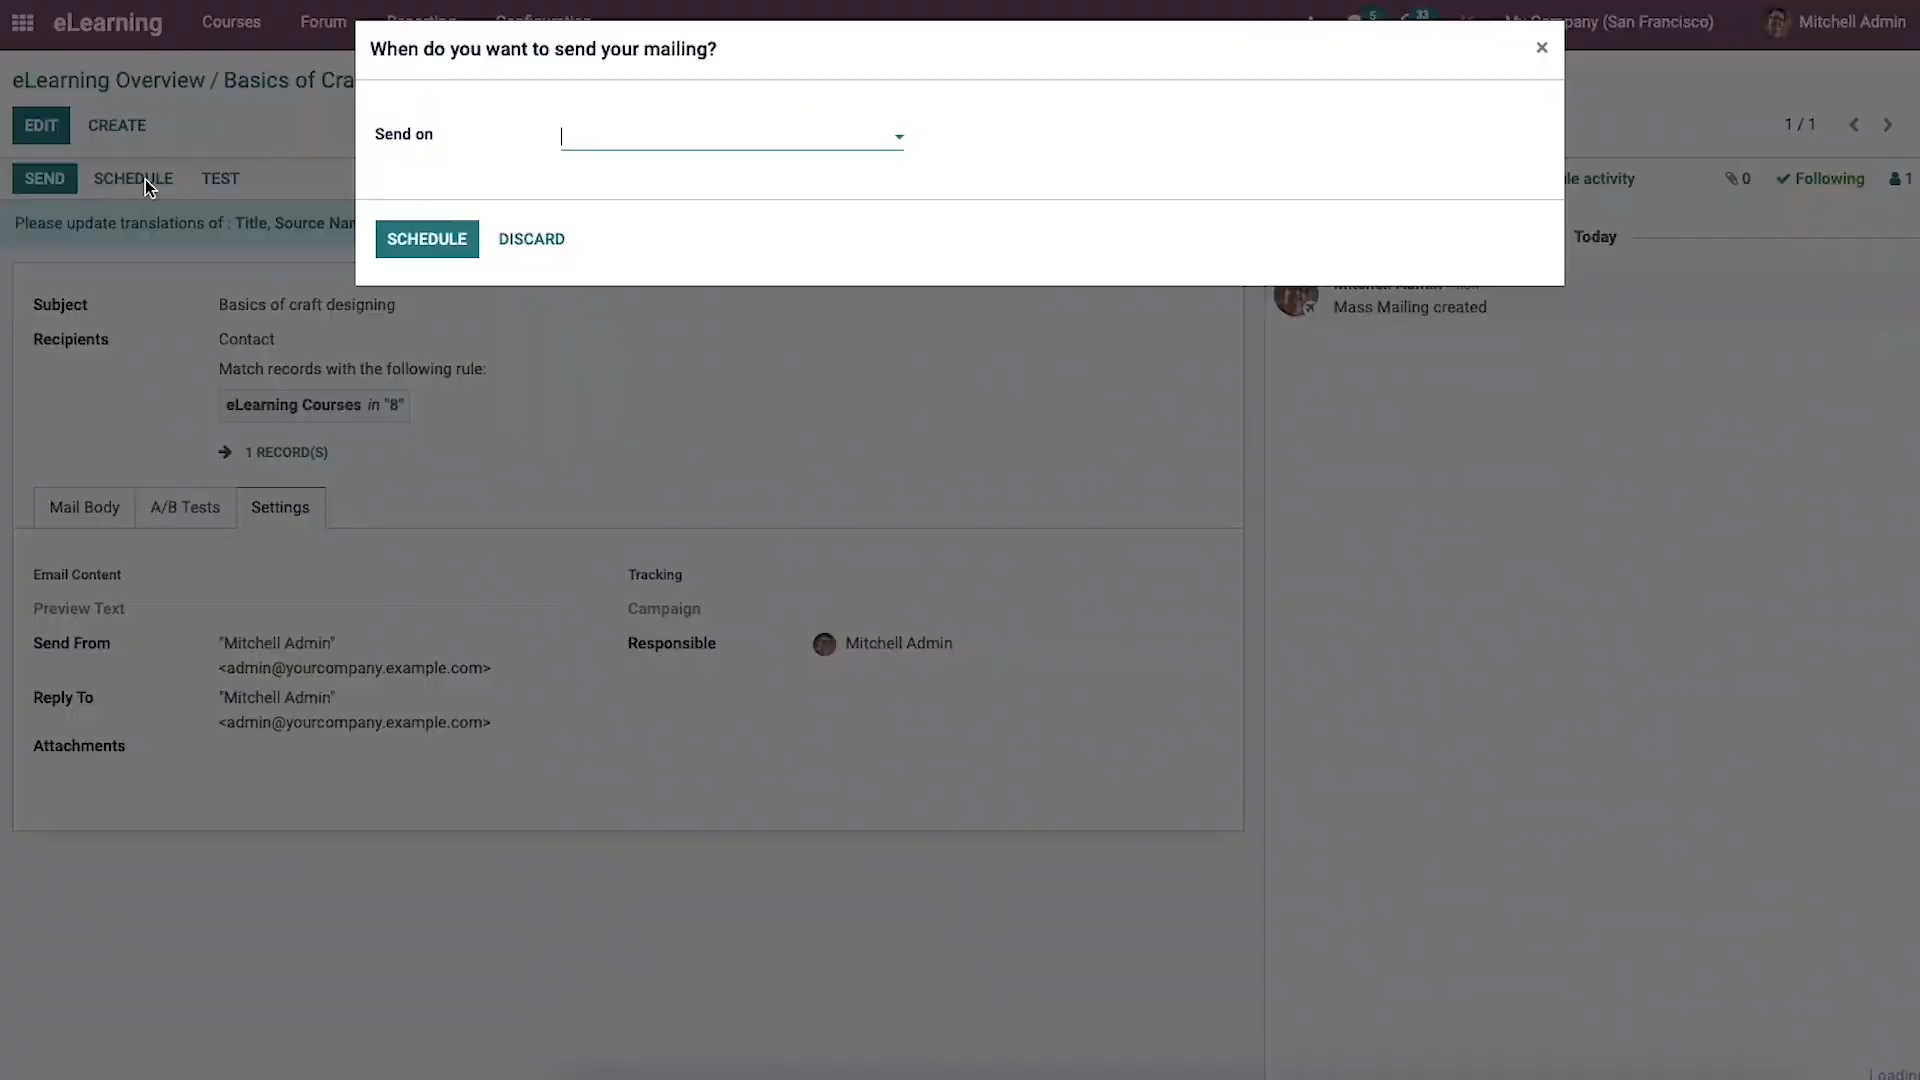 eLearning Courses Forum
5 33
pany (San Francisco) Mitchell Admin
When do you want to send your mailing?
×
eLearning Overview / Basics of Cra
EDIT CREATE
1 / 1
Send on
SEND SCHEDULE TEST
le activity 0 Following 1
Please update translations of : Title, Source Nar
SCHEDULE DISCARD
Today
Subject Basics of craft designing
Mass Mailing created
Recipients Contact
Match records with the following rule:
eLearning Courses in "8"
1 RECORD(S)
Mail Body A/B Tests Settings
Email Content Tracking
Preview Text Campaign
Send From "Mitchell Admin"
<admin@yourcompany.example.com>
Responsible Mitchell Admin
Reply To "Mitchell Admin"
<admin@yourcompany.example.com>
Attachments